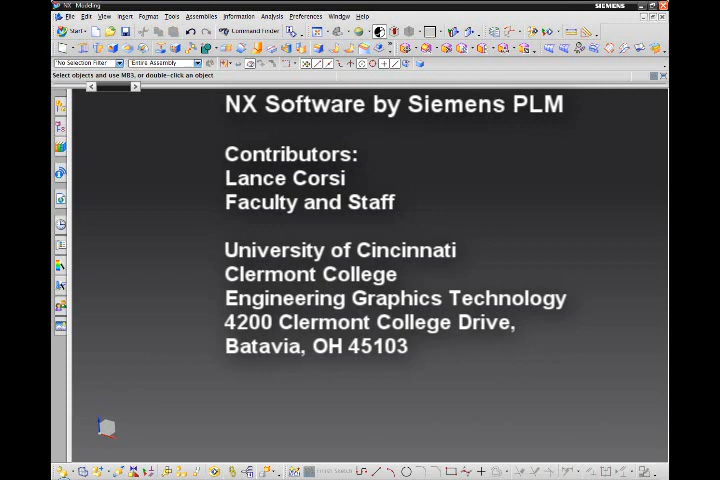 NX Modeling
SIEMENS
File Edit View Insert Format Tools Assemblies Information Analysis Preferences Window Help
Start Command Finder
No Selection Filter Entire Assembly
Select objects and use MB3, or double-click an object
NX Software by Siemens PLM
Contributors:
Lance Corsi
Faculty and Staff
University of Cincinnati
Clermont College
Engineering Graphics Technology
4200 Clermont College Drive,
Batavia, OH 45103
Finish Sketch